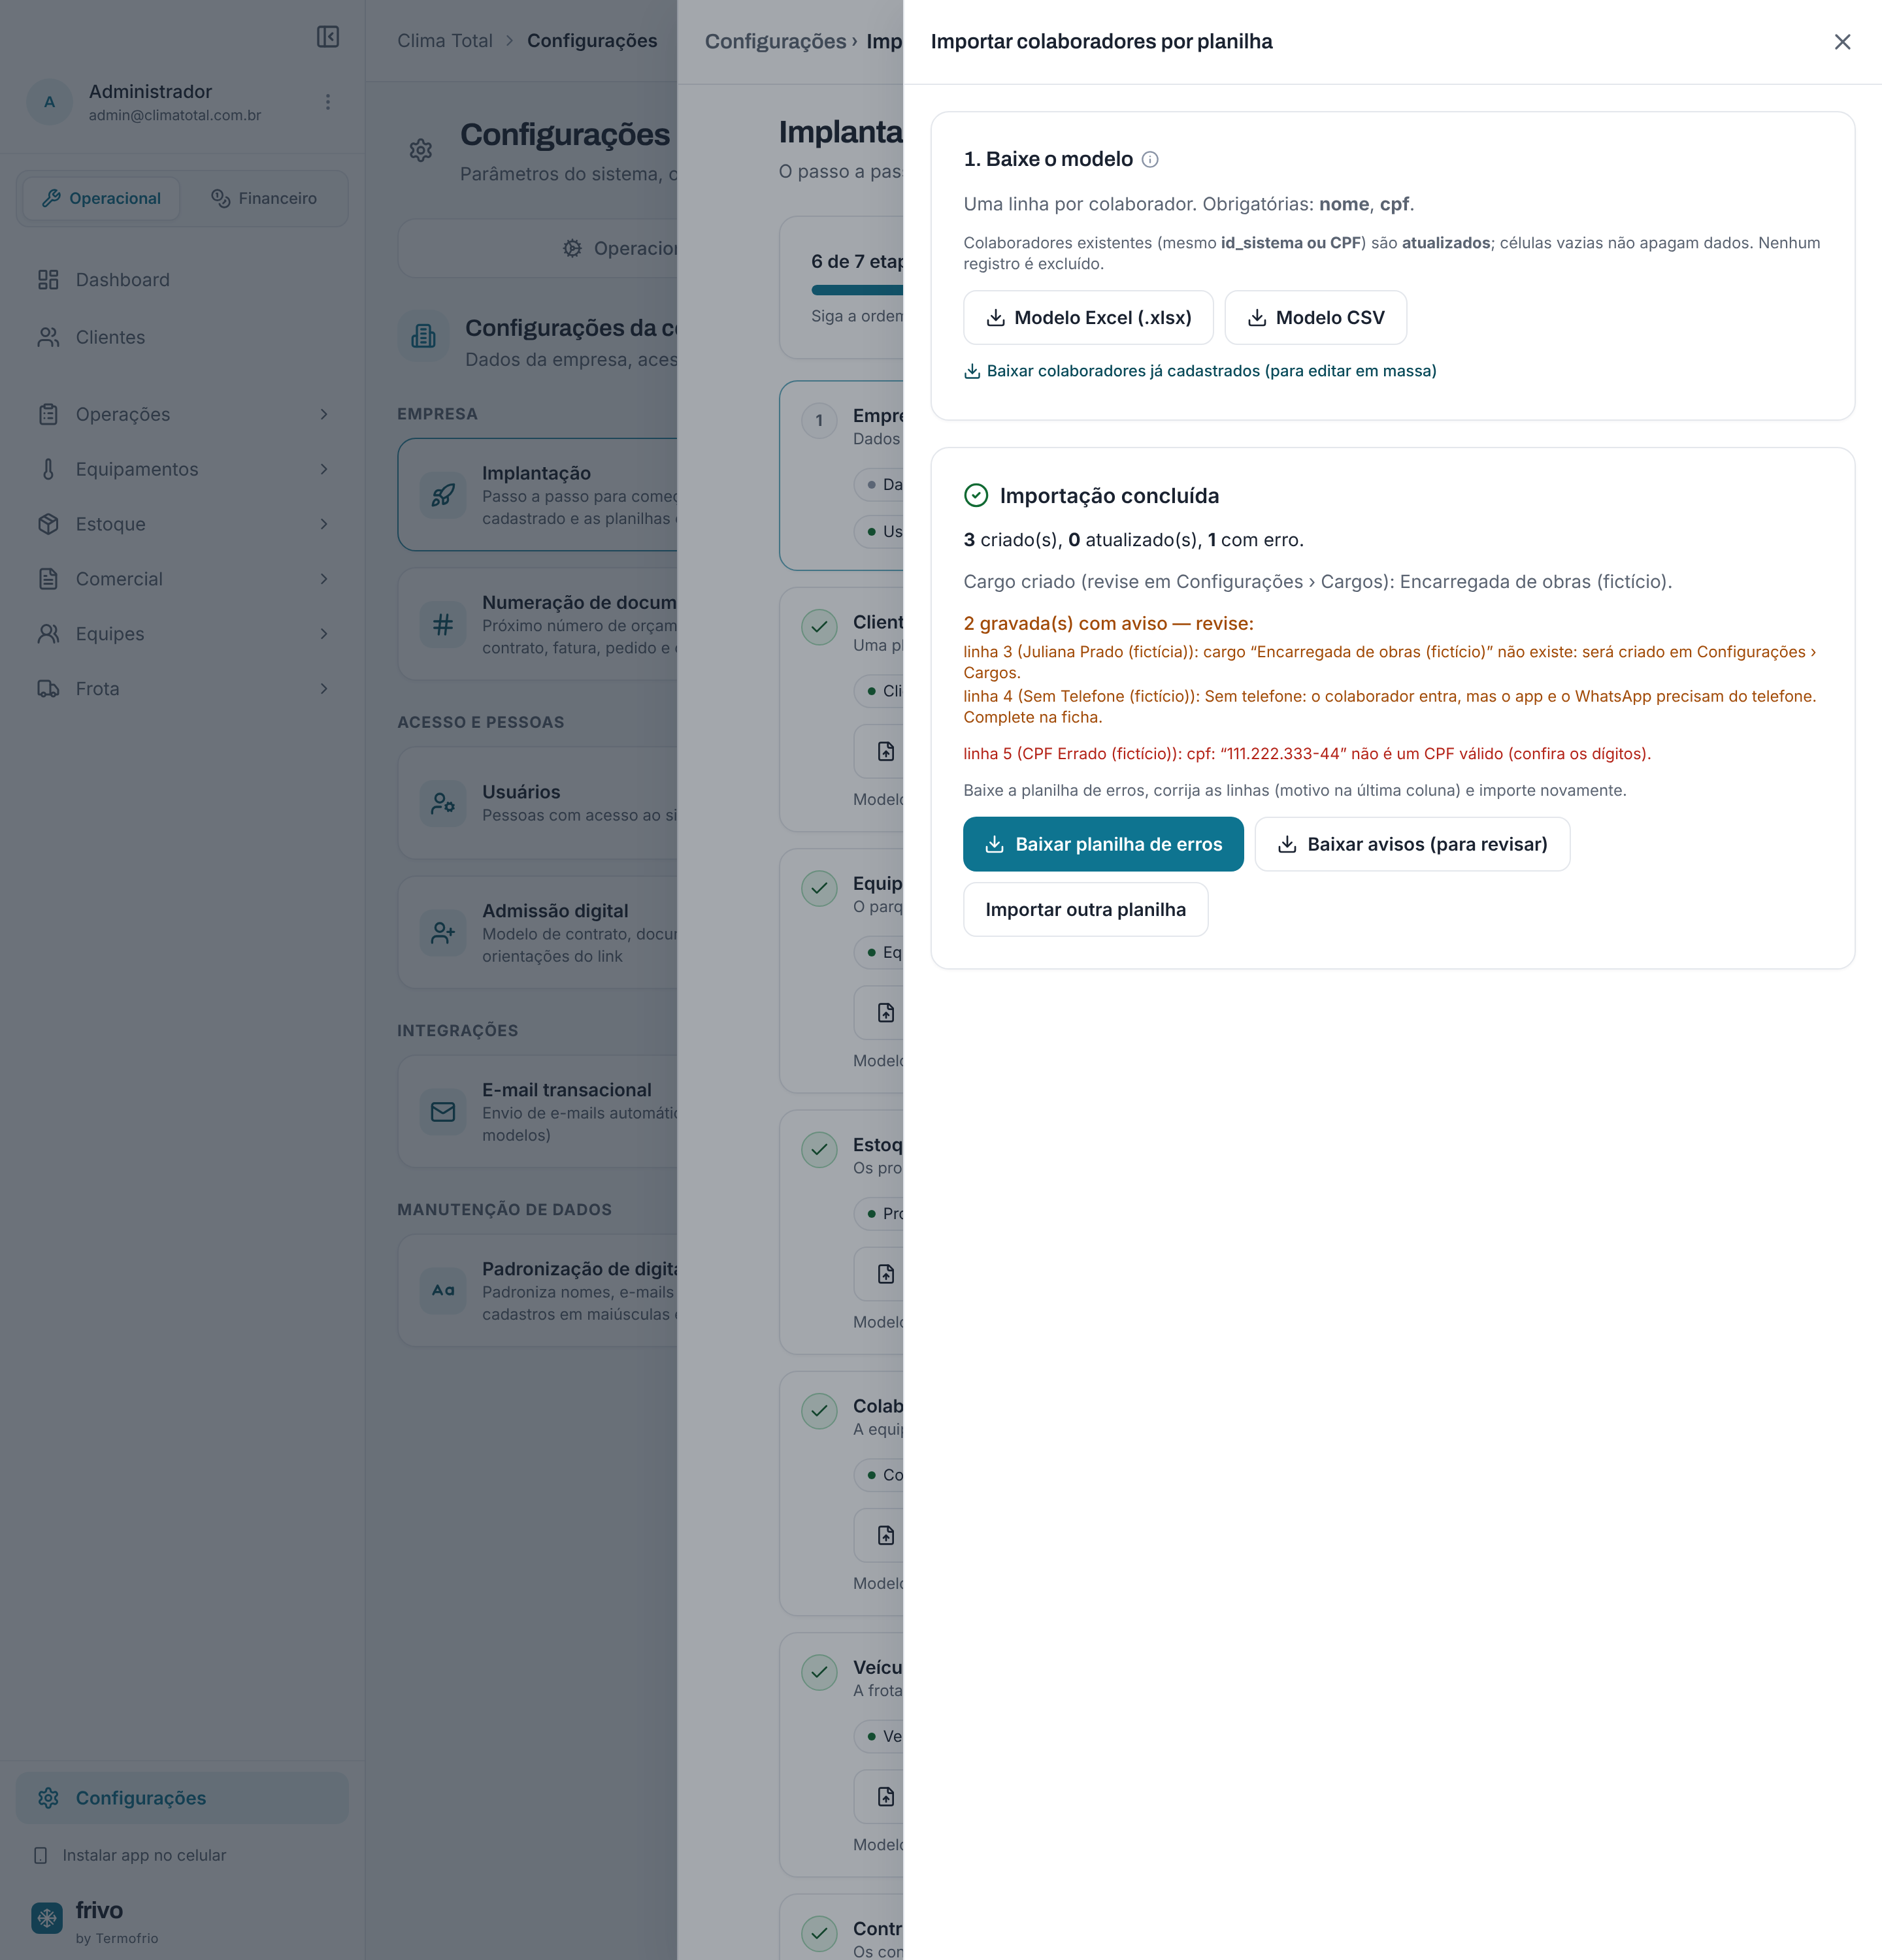 Administrador
admin@climatotal.com.br
Operacional
Financeiro
Dashboard
Clientes
Operações
Equipamentos
Estoque
Comercial
Equipes
Frota
Configurações
Instalar app no celular
frivo
by Termofrio
Clima Total > Configurações
Configurações
Parâmetros do sistema, c
Operacion
Configurações da co
Dados da empresa, aces
EMPRESA
Implantação
Passo a passo para comec
cadastrado e as planilhas
Numeração de docum
Próximo número de orçam
contrato, fatura, pedido e
ACESSO E PESSOAS
Usuários
Pessoas com acesso ao si
Admissão digital
Modelo de contrato, docu
orientações do link
INTEGRAÇÕES
E-mail transacional
Envio de e-mails automátic
modelos)
MANUTENÇÃO DE DADOS
Aa
Padronização de digita
Padroniza nomes, e-mails
cadastros em maiúsculas
Configurações › Imp
Implanta
O passo a pas
6 de 7 etap
Siga a ordem
1
Empre
Dados
Da
Us
Client
Uma pl
Cli
Modelo
Equip
O parq
Eq
Modelo
Estoq
Os pro
Pro
Modelo
Colab
A equip
Co
Modelo
Veícu
A frota
Ve
Modelo
Contr
Os con
Importar colaboradores por planilha
1. Baixe o modelo
Uma linha por colaborador. Obrigatórias: nome, cpf.
Colaboradores existentes (mesmo id_sistema ou CPF) são atualizados; células vazias não apagam dados. Nenhum
registro é excluído.
Modelo Excel (.xlsx)
Modelo CSV
Baixar colaboradores já cadastrados (para editar em massa)
Importação concluída
3 criado(s), 0 atualizado(s), 1 com erro.
Cargo criado (revise em Configurações › Cargos): Encarregada de obras (fictício).
2 gravada(s) com aviso — revise:
linha 3 (Juliana Prado (fictícia)): cargo “Encarregada de obras (fictício)” não existe: será criado em Configurações ›
Cargos.
linha 4 (Sem Telefone (fictício)): Sem telefone: o colaborador entra, mas o app e o WhatsApp precisam do telefone.
Complete na ficha.
linha 5 (CPF Errado (fictício)): cpf: “111.222.333-44” não é um CPF válido (confira os dígitos).
Baixe a planilha de erros, corrija as linhas (motivo na última coluna) e importe novamente.
Baixar planilha de erros
Baixar avisos (para revisar)
Importar outra planilha